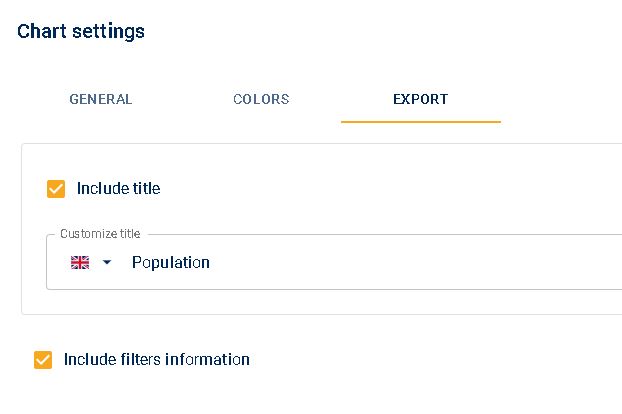 Chart settings
GENERAL COLORS EXPORT
Include title
Customize title
Population
Include filters information